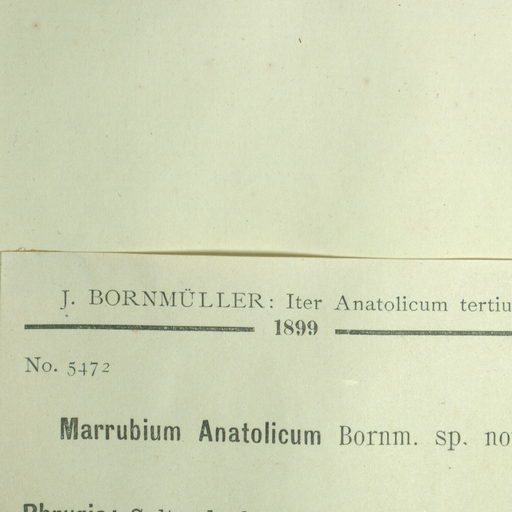 J. BORNMÜLLER: Iter Anatolicum tertiu
1899
No. 5472
Marrubium Anatolicum Bornm. sp. no